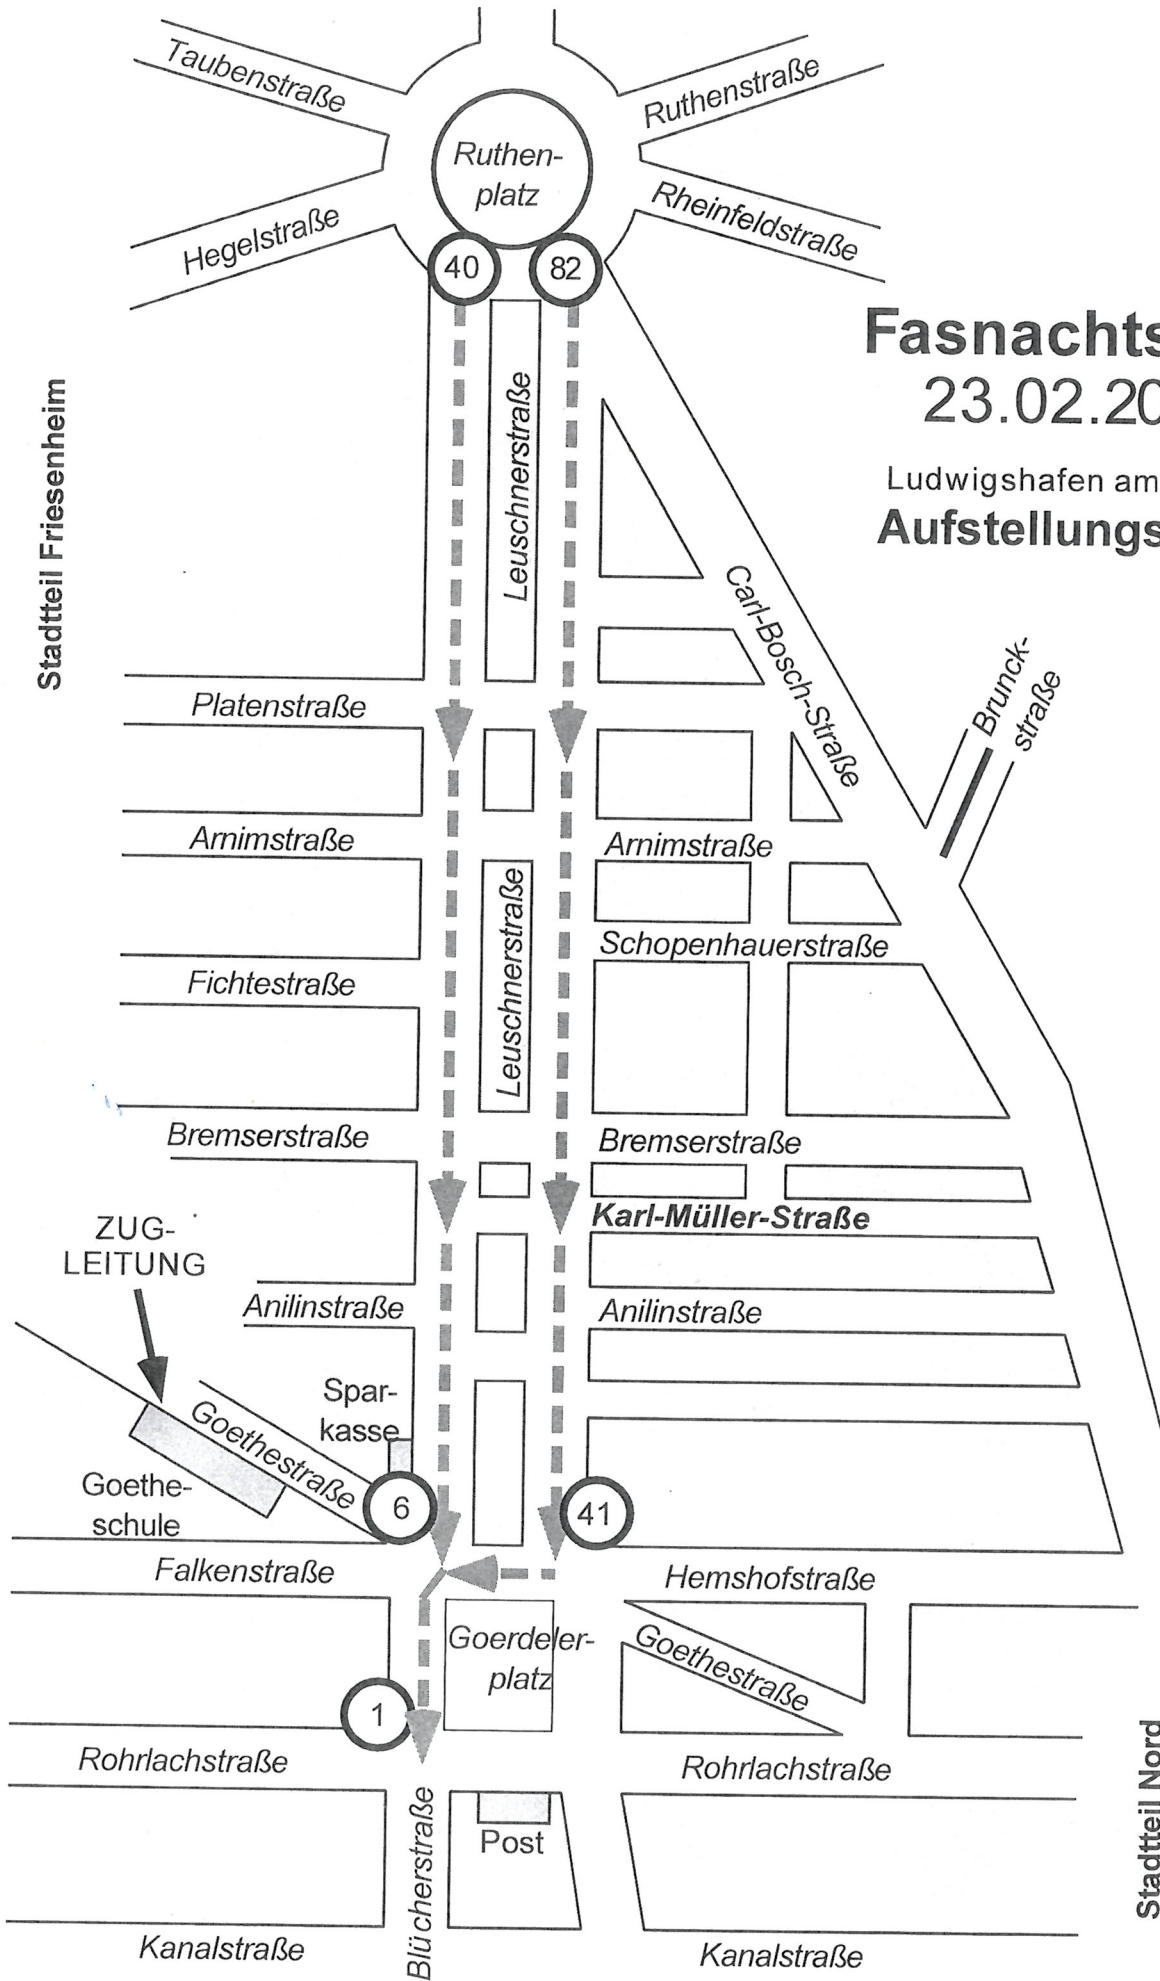 Taubenstraße
Ruthenstraße
Ruthen-
platz
Hegelstraße
Rheinfeldstraße
40
82
Fasnachts
23.02.20
Ludwigshafen am
Aufstellungs
Stadtteil Friesenheim
Leuschnerstraße
Carl-Bosch-Straße
Brunck-
straße
Platenstraße
Arnimstraße
Arnimstraße
Leuschnerstraße
Schopenhauerstraße
Fichtestraße
Bremserstraße
Bremserstraße
Karl-Müller-Straße
ZUG-
LEITUNG
Anilinstraße
Anilinstraße
Spar-
kasse
Goethestraße
Goethe-
schule
6
41
Falkenstraße
Hemshofstraße
Goerdeler-
platz
Goethestraße
1
Rohrlachstraße
Rohrlachstraße
Stadtteil Nord
Blücherstraße
Post
Kanalstraße
Kanalstraße